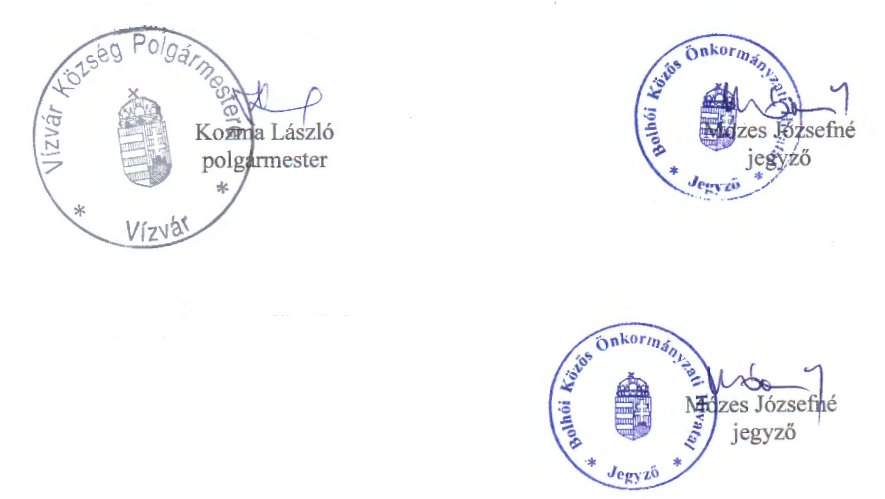 Vízvár Község Polgármestere
* Vízvár *
Kozma László
polgármester
Bolhói Közös Önkormányzati Hivatal
* Jegyző *
Mózes Józsefné
jegyző
Bolhói Közös Önkormányzati Hivatal
* Jegyző *
Mózes Józsefné
jegyző